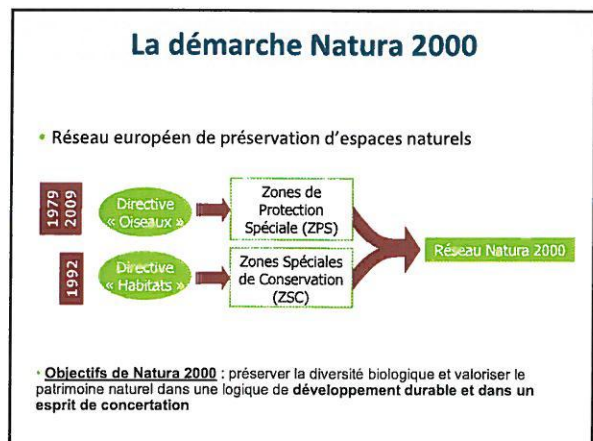 La démarche Natura 2000
• Réseau européen de préservation d'espaces naturels
1979
2009
Directive
« Oiseaux »
Zones de
Protection
Spéciale (ZPS)
Réseau Natura 2000
1992
Directive
« Habitats »
Zones Spéciales
de Conservation
(ZSC)
• Objectifs de Natura 2000 : préserver la diversité biologique et valoriser le
patrimoine naturel dans une logique de développement durable et dans un
esprit de concertation